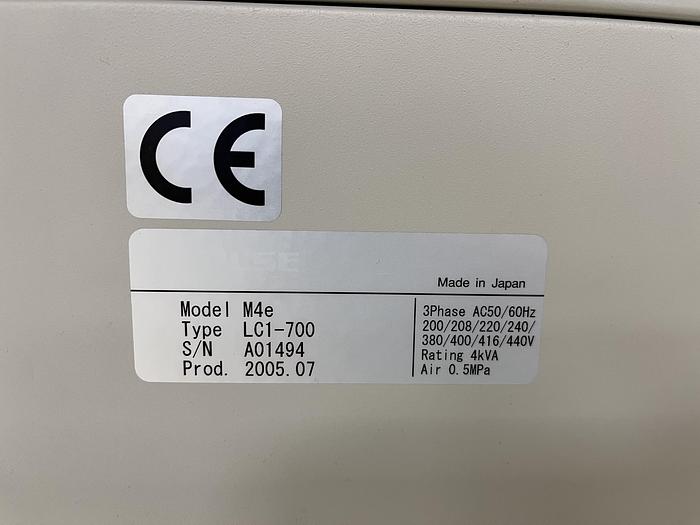 CE
Made in Japan
Model M4e
Type LC1-700
S/N A01494
Prod. 2005.07
3Phase AC50/60Hz
200/208/220/240/
380/400/416/440V
Rating 4kVA
Air 0.5MPa